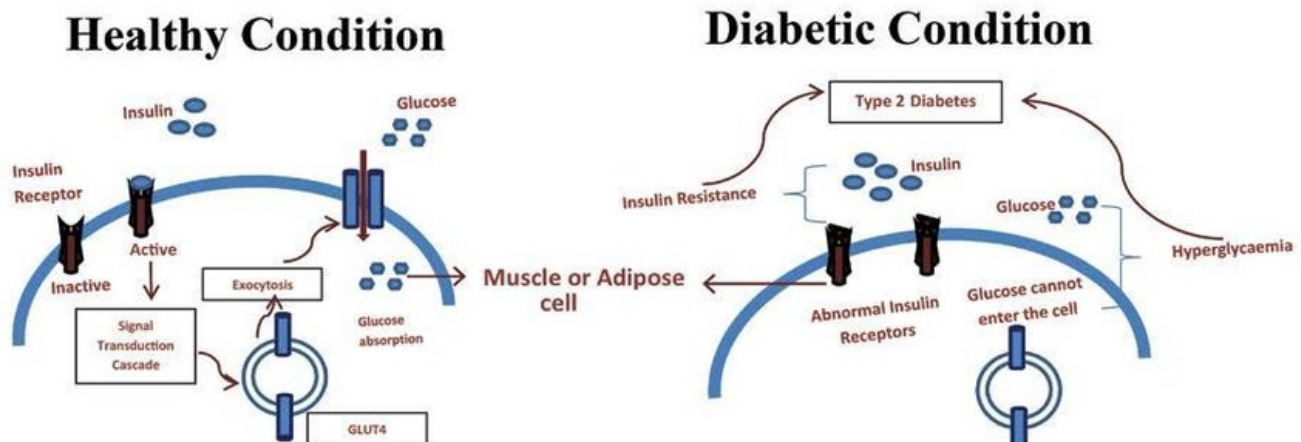 Healthy Condition
Diabetic Condition
Insulin
Glucose
Insulin
Receptor
Active
Inactive
Signal
Transduction
Cascade
Exocytosis
Glucose
absorption
GLUT4
Muscle or Adipose
cell
Type 2 Diabetes
Insulin Resistance
Insulin
Glucose
Hyperglycaemia
Abnormal Insulin
Receptors
Glucose cannot
enter the cell